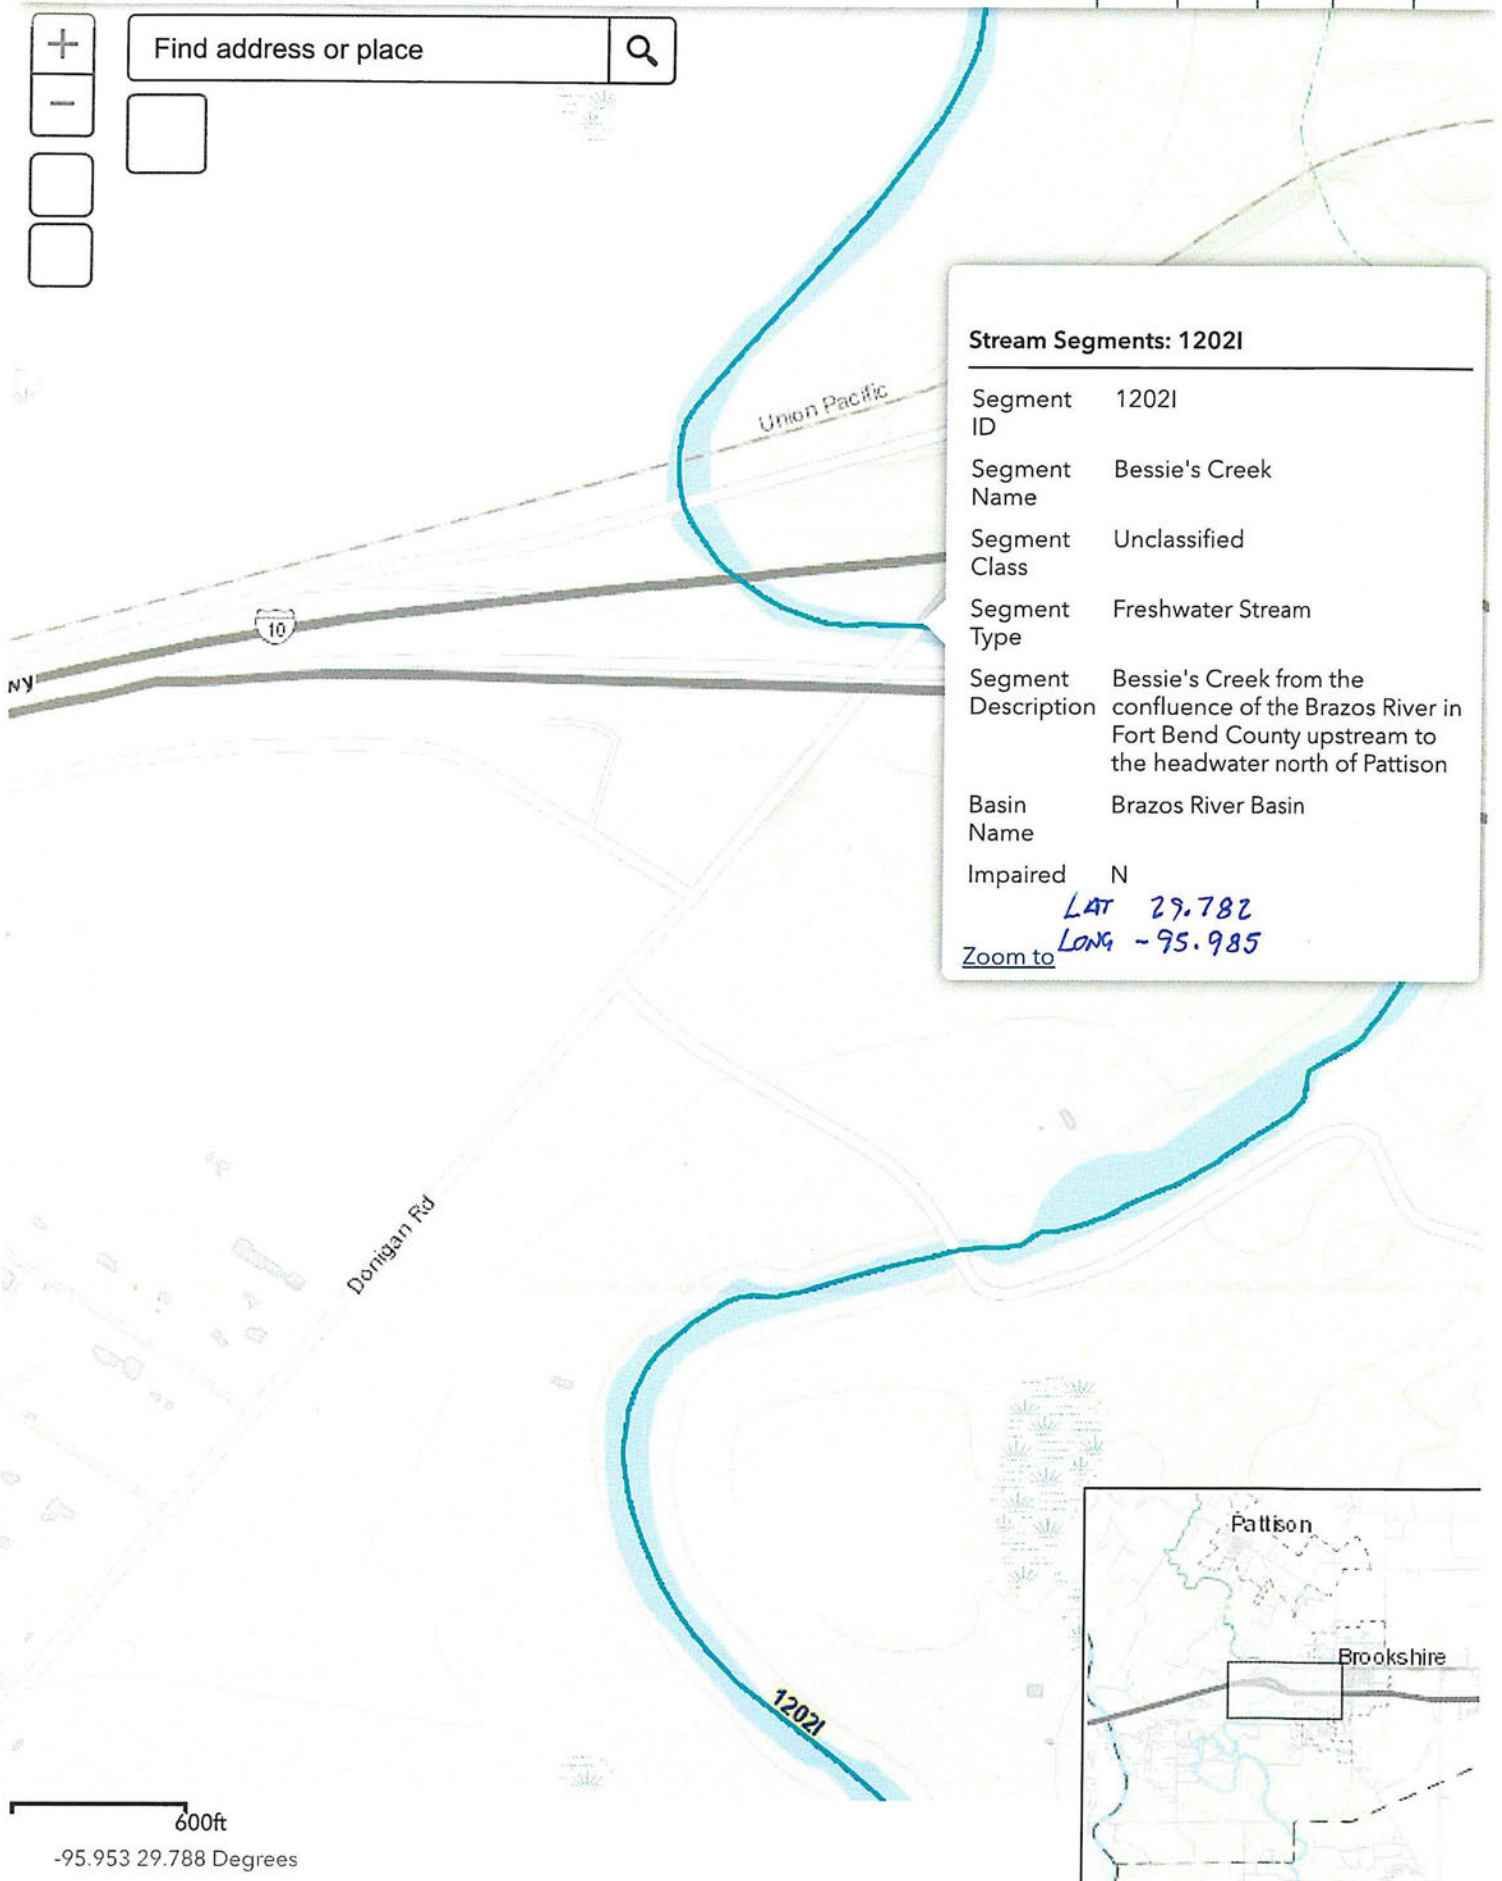 +
Find address or place
−
Union Pacific
10
NY
Stream Segments: 1202I
Segment ID 1202I
Segment Name Bessie's Creek
Segment Class Unclassified
Segment Type Freshwater Stream
Segment Description Bessie's Creek from the
confluence of the Brazos River in
Fort Bend County upstream to
the headwater north of Pattison
Basin Name Brazos River Basin
Impaired N
LAT 29.782
LONG -95.985
Zoom to
Donigan Rd
1202I
Pattison
Brookshire
600ft
-95.953 29.788 Degrees